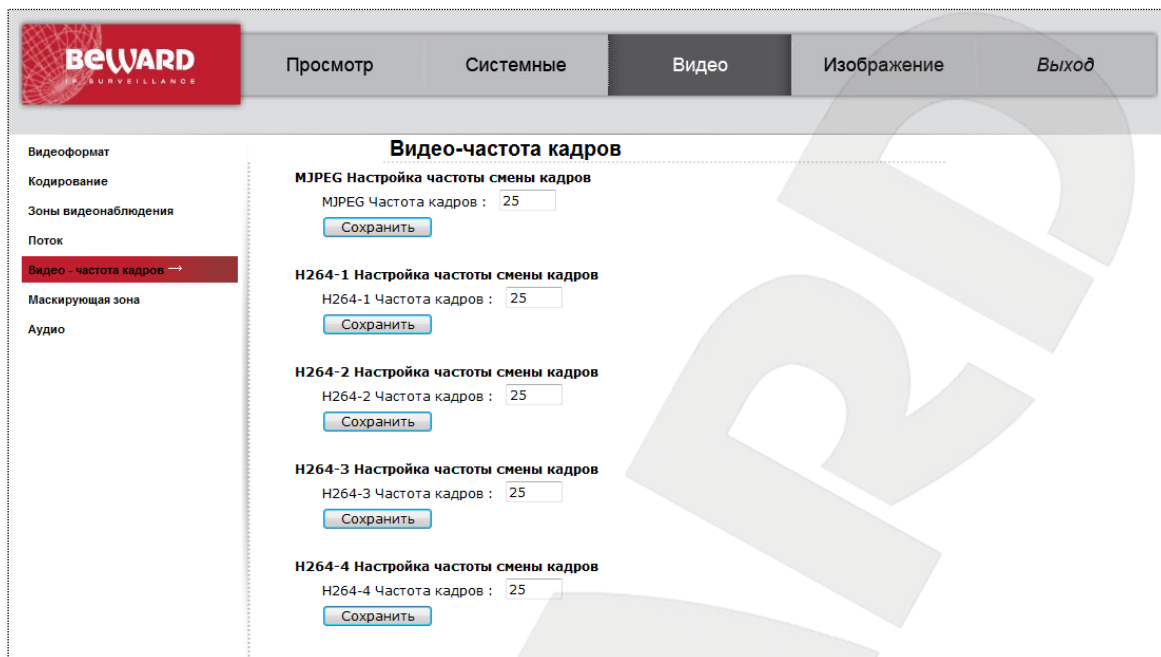 BEWARD
IP SURVEILLANCE
Просмотр Системные Видео Изображение Выход
Видеоформат
Кодирование
Зоны видеонаблюдения
Поток
Видео - частота кадров →
Маскирующая зона
Аудио
Видео-частота кадров
MJPEG Настройка частоты смены кадров
MJPEG Частота кадров : 25
Сохранить
H264-1 Настройка частоты смены кадров
H264-1 Частота кадров : 25
Сохранить
H264-2 Настройка частоты смены кадров
H264-2 Частота кадров : 25
Сохранить
H264-3 Настройка частоты смены кадров
H264-3 Частота кадров : 25
Сохранить
H264-4 Настройка частоты смены кадров
H264-4 Частота кадров : 25
Сохранить